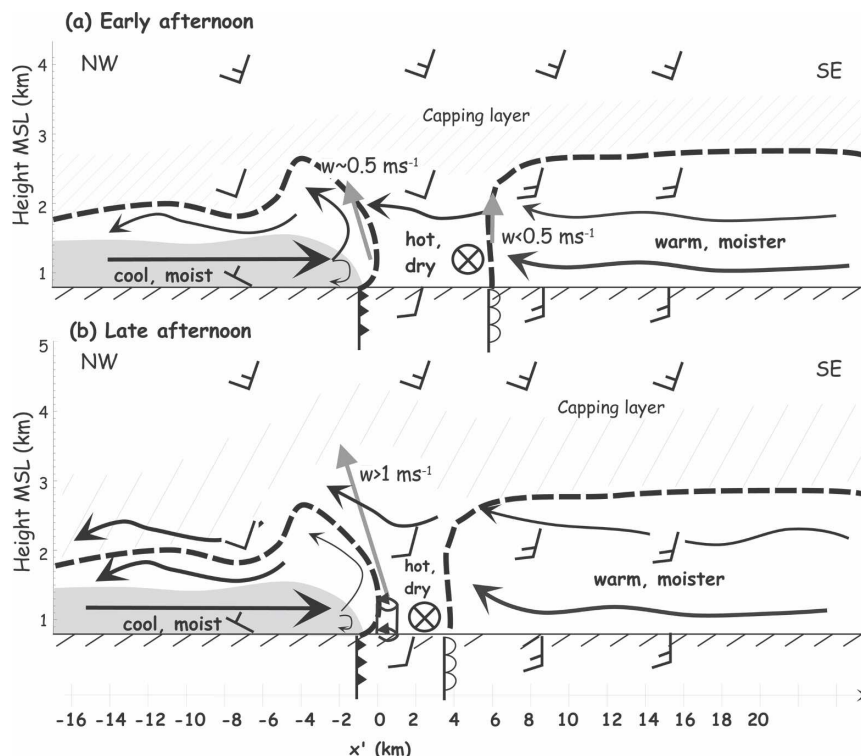 (a) Early afternoon
NW
SE
Height MSL (km)
4
3
2
1
Capping layer
w~0.5 ms⁻¹
w<0.5 ms⁻¹
hot,
dry
warm, moister
cool, moist
(b) Late afternoon
NW
SE
Height MSL (km)
5
4
3
2
1
Capping layer
w>1 ms⁻¹
hot,
dry
warm, moister
cool, moist
-16 -14 -12 -10 -8 -6 -4 -2 0 2 4 6 8 10 12 14 16 18 20
x' (km)